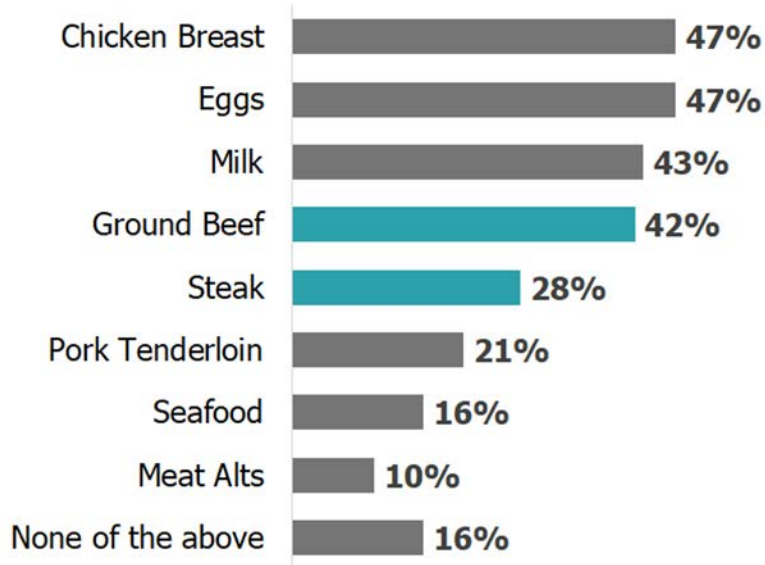 Chicken Breast 47%
Eggs 47%
Milk 43%
Ground Beef 42%
Steak 28%
Pork Tenderloin 21%
Seafood 16%
Meat Alts 10%
None of the above 16%